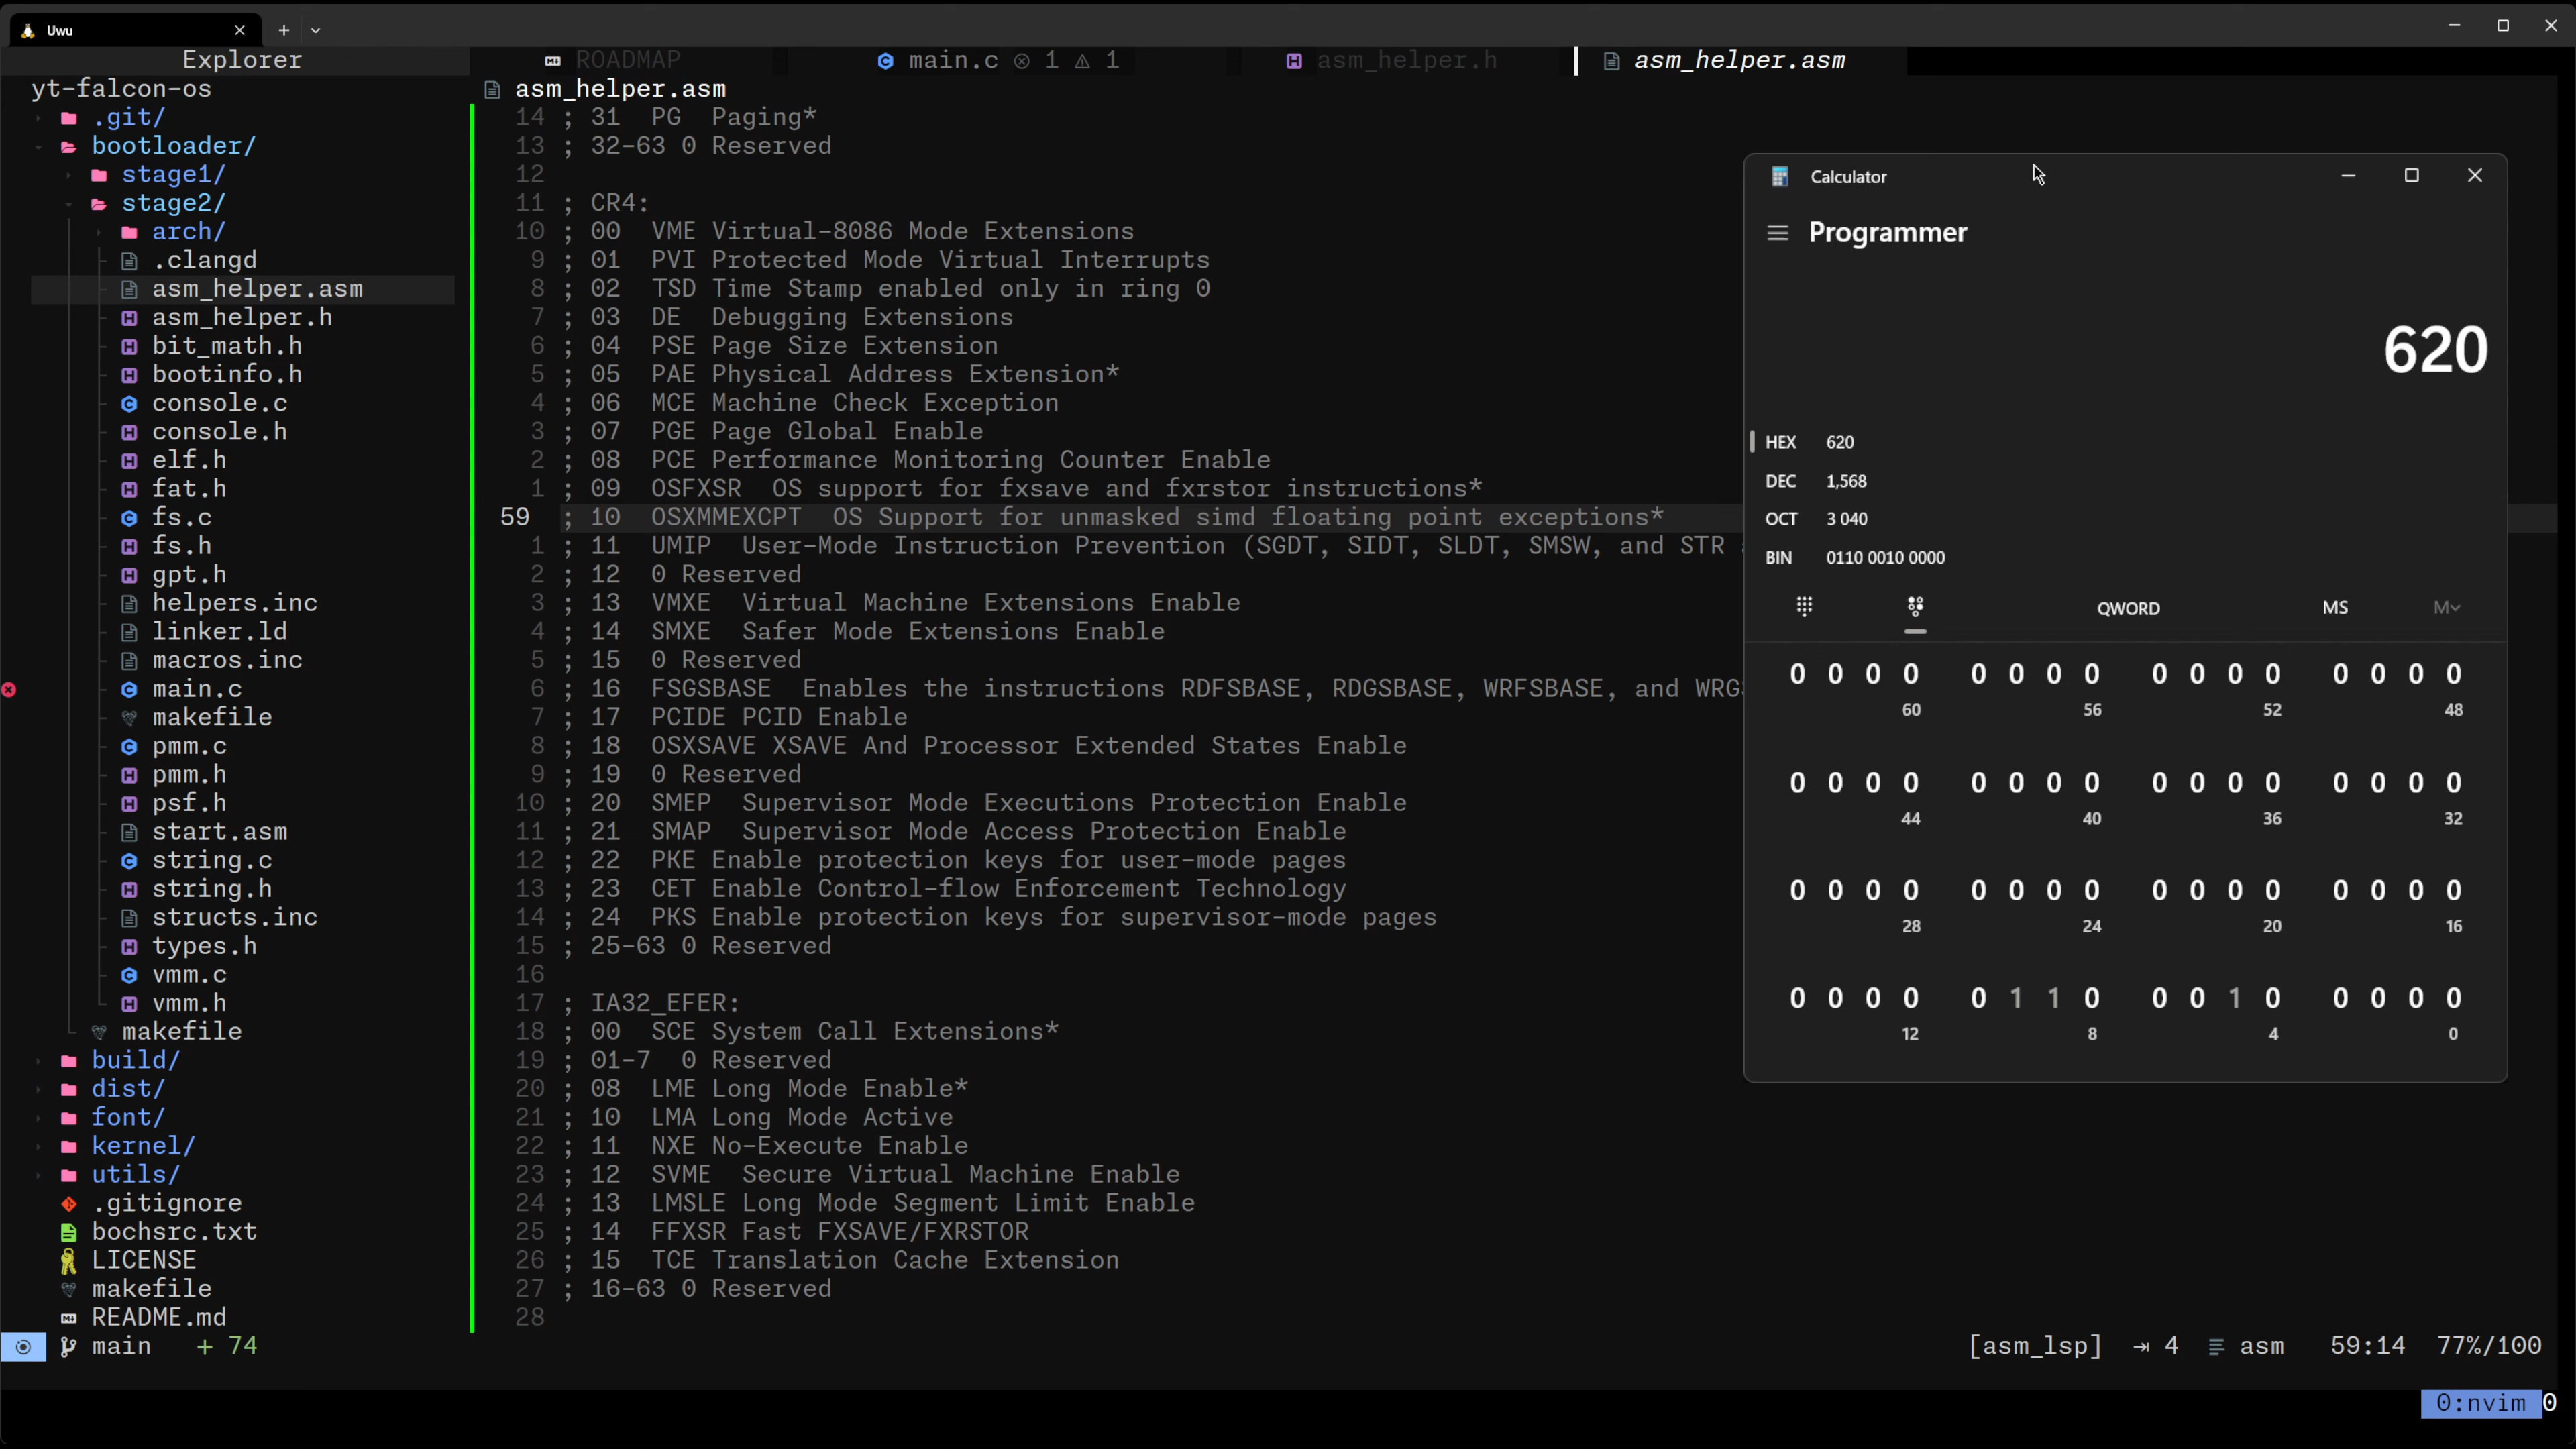 Uwu
Explorer
yt-falcon-os
.git/
bootloader/
stage1/
stage2/
arch/
.clangd
asm_helper.asm
asm_helper.h
bit_math.h
bootinfo.h
console.c
console.h
elf.h
fat.h
fs.c
fs.h
gpt.h
helpers.inc
linker.ld
macros.inc
main.c
makefile
pmm.c
pmm.h
psf.h
start.asm
string.c
string.h
structs.inc
types.h
vmm.c
vmm.h
makefile
build/
dist/
font/
kernel/
utils/
.gitignore
bochsrc.txt
LICENSE
makefile
README.md
ROADMAP main.c 1 1 asm_helper.h asm_helper.asm
asm_helper.asm
14 ; 31 PG Paging*
13 ; 32-63 0 Reserved
12
11 ; CR4:
10 ; 00 VME Virtual-8086 Mode Extensions
9 ; 01 PVI Protected Mode Virtual Interrupts
8 ; 02 TSD Time Stamp enabled only in ring 0
7 ; 03 DE Debugging Extensions
6 ; 04 PSE Page Size Extension
5 ; 05 PAE Physical Address Extension*
4 ; 06 MCE Machine Check Exception
3 ; 07 PGE Page Global Enable
2 ; 08 PCE Performance Monitoring Counter Enable
1 ; 09 OSFXSR OS support for fxsave and fxrstor instructions*
59 ; 10 OSXMMEXCPT OS Support for unmasked simd floating point exceptions*
1 ; 11 UMIP User-Mode Instruction Prevention (SGDT, SIDT, SLDT, SMSW, and STR
2 ; 12 0 Reserved
3 ; 13 VMXE Virtual Machine Extensions Enable
4 ; 14 SMXE Safer Mode Extensions Enable
5 ; 15 0 Reserved
6 ; 16 FSGSBASE Enables the instructions RDFSBASE, RDGSBASE, WRFSBASE, and WRG
7 ; 17 PCIDE PCID Enable
8 ; 18 OSXSAVE XSAVE And Processor Extended States Enable
9 ; 19 0 Reserved
10 ; 20 SMEP Supervisor Mode Executions Protection Enable
11 ; 21 SMAP Supervisor Mode Access Protection Enable
12 ; 22 PKE Enable protection keys for user-mode pages
13 ; 23 CET Enable Control-flow Enforcement Technology
14 ; 24 PKS Enable protection keys for supervisor-mode pages
15 ; 25-63 0 Reserved
16
17 ; IA32_EFER:
18 ; 00 SCE System Call Extensions*
19 ; 01-7 0 Reserved
20 ; 08 LME Long Mode Enable*
21 ; 10 LMA Long Mode Active
22 ; 11 NXE No-Execute Enable
23 ; 12 SVME Secure Virtual Machine Enable
24 ; 13 LMSLE Long Mode Segment Limit Enable
25 ; 14 FFXSR Fast FXSAVE/FXRSTOR
26 ; 15 TCE Translation Cache Extension
27 ; 16-63 0 Reserved
28
Calculator
Programmer
620
HEX 620
DEC 1,568
OCT 3 040
BIN 0110 0010 0000
QWORD MS M
0 0 0 0 0 0 0 0 0 0 0 0 0 0 0 0
60 56 52 48
0 0 0 0 0 0 0 0 0 0 0 0 0 0 0 0
44 40 36 32
0 0 0 0 0 0 0 0 0 0 0 0 0 0 0 0
28 24 20 16
0 0 0 0 0 1 1 0 0 0 1 0 0 0 0 0
12 8 4 0
main + 74 [asm_lsp] 4 asm 59:14 77%/100
0:nvim 0